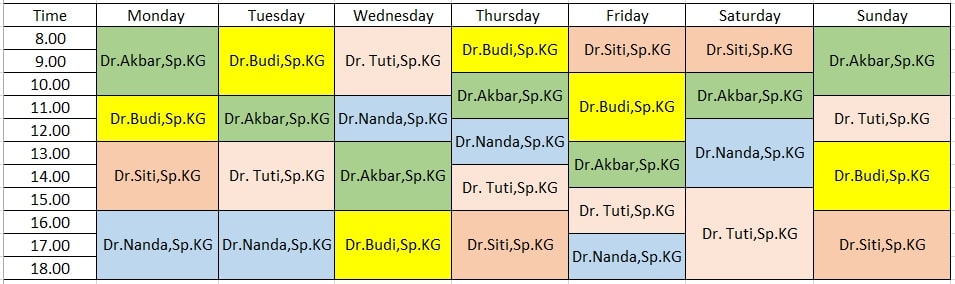 Time Monday Tuesday Wednesday Thursday Friday Saturday Sunday
8.00
Dr.Budi,Sp.KG Dr.Siti,Sp.KG Dr.Siti,Sp.KG
9.00 Dr.Akbar,Sp.KG Dr.Budi,Sp.KG Dr. Tuti,Sp.KG Dr.Akbar,Sp.KG
10.00
Dr.Akbar,Sp.KG Dr.Akbar,Sp.KG
11.00 Dr.Budi,Sp.KG
Dr.Budi,Sp.KG Dr.Akbar,Sp.KG Dr.Nanda,Sp.KG Dr. Tuti,Sp.KG
12.00
Dr.Nanda,Sp.KG
13.00 Dr.Nanda,Sp.KG
Dr.Akbar,Sp.KG
14.00 Dr.Siti,Sp.KG Dr. Tuti,Sp.KG Dr.Akbar,Sp.KG Dr.Budi,Sp.KG
Dr. Tuti,Sp.KG
15.00
Dr. Tuti,Sp.KG
16.00
17.00 Dr.Nanda,Sp.KG Dr.Nanda,Sp.KG Dr.Budi,Sp.KG Dr.Siti,Sp.KG Dr. Tuti,Sp.KG Dr.Siti,Sp.KG
Dr.Nanda,Sp.KG
18.00